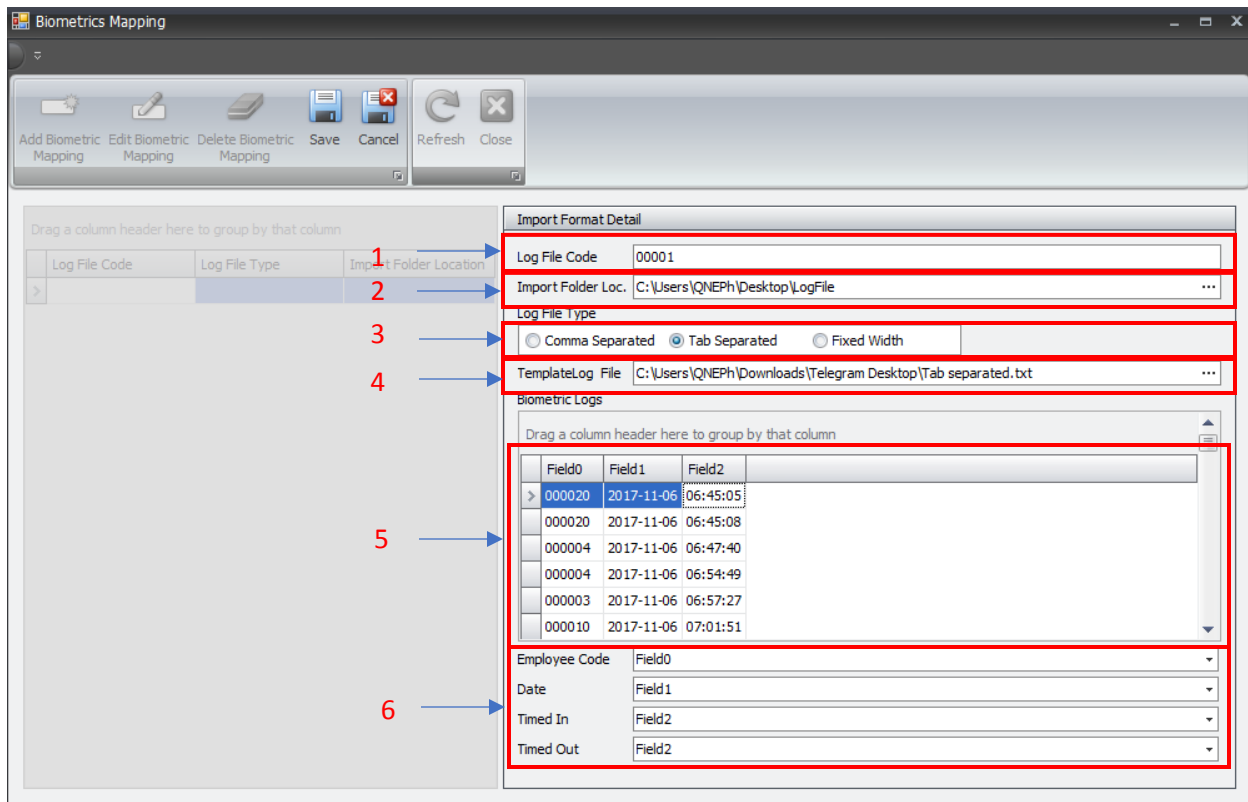 Biometrics Mapping
Add Biometric Mapping
Edit Biometric Mapping
Delete Biometric Mapping
Save
Cancel
Refresh
Close
Drag a column header here to group by that column
Log File Code Log File Type Import Folder Location
Import Format Detail
1
Log File Code 00001
2
Import Folder Loc. C:\Users\QNEPh\Desktop\LogFile ...
Log File Type
3
Comma Separated Tab Separated Fixed Width
4
TemplateLog File C:\Users\QNEPh\Downloads\Telegram Desktop\Tab separated.txt ...
Biometric Logs
Drag a column header here to group by that column
Field0 Field1 Field2
000020 2017-11-06 06:45:05
000020 2017-11-06 06:45:08
5
000004 2017-11-06 06:47:40
000004 2017-11-06 06:54:49
000003 2017-11-06 06:57:27
000010 2017-11-06 07:01:51
Employee Code Field0
Date Field1
6
Timed In Field2
Timed Out Field2